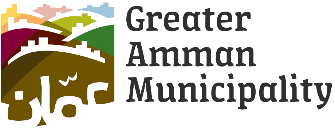 Greater
Amman
Municipality
عمّان